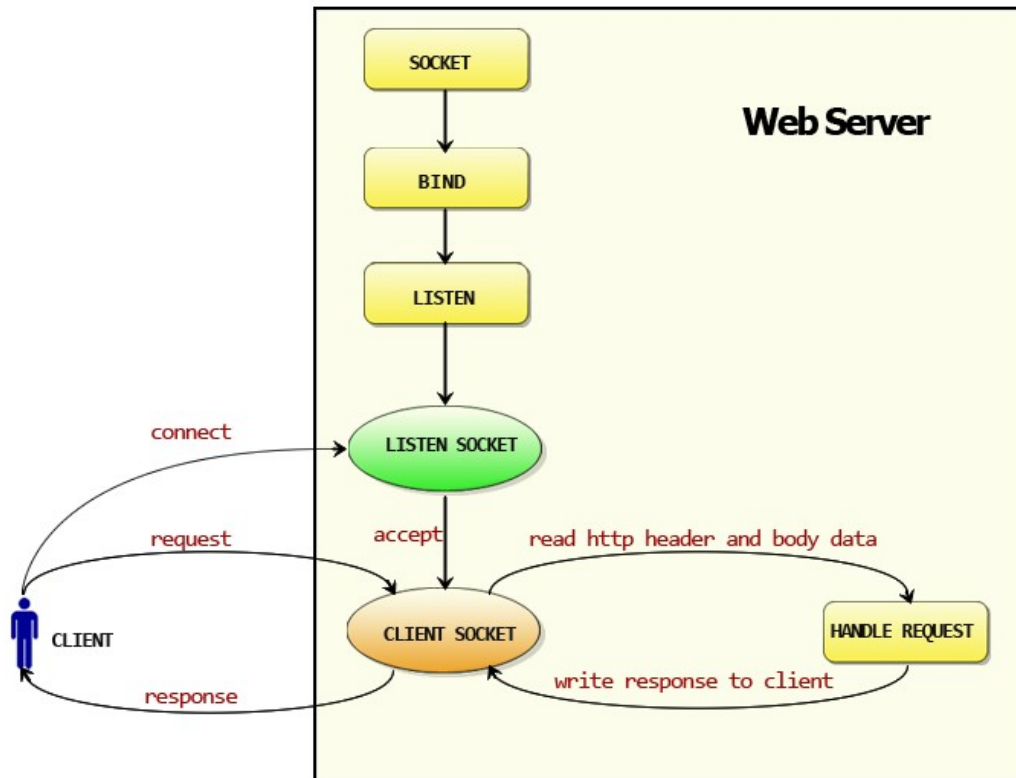 SOCKET
Web Server
BIND
LISTEN
connect
LISTEN SOCKET
request
accept
read http header and body data
CLIENT
CLIENT SOCKET
HANDLE REQUEST
response
write response to client